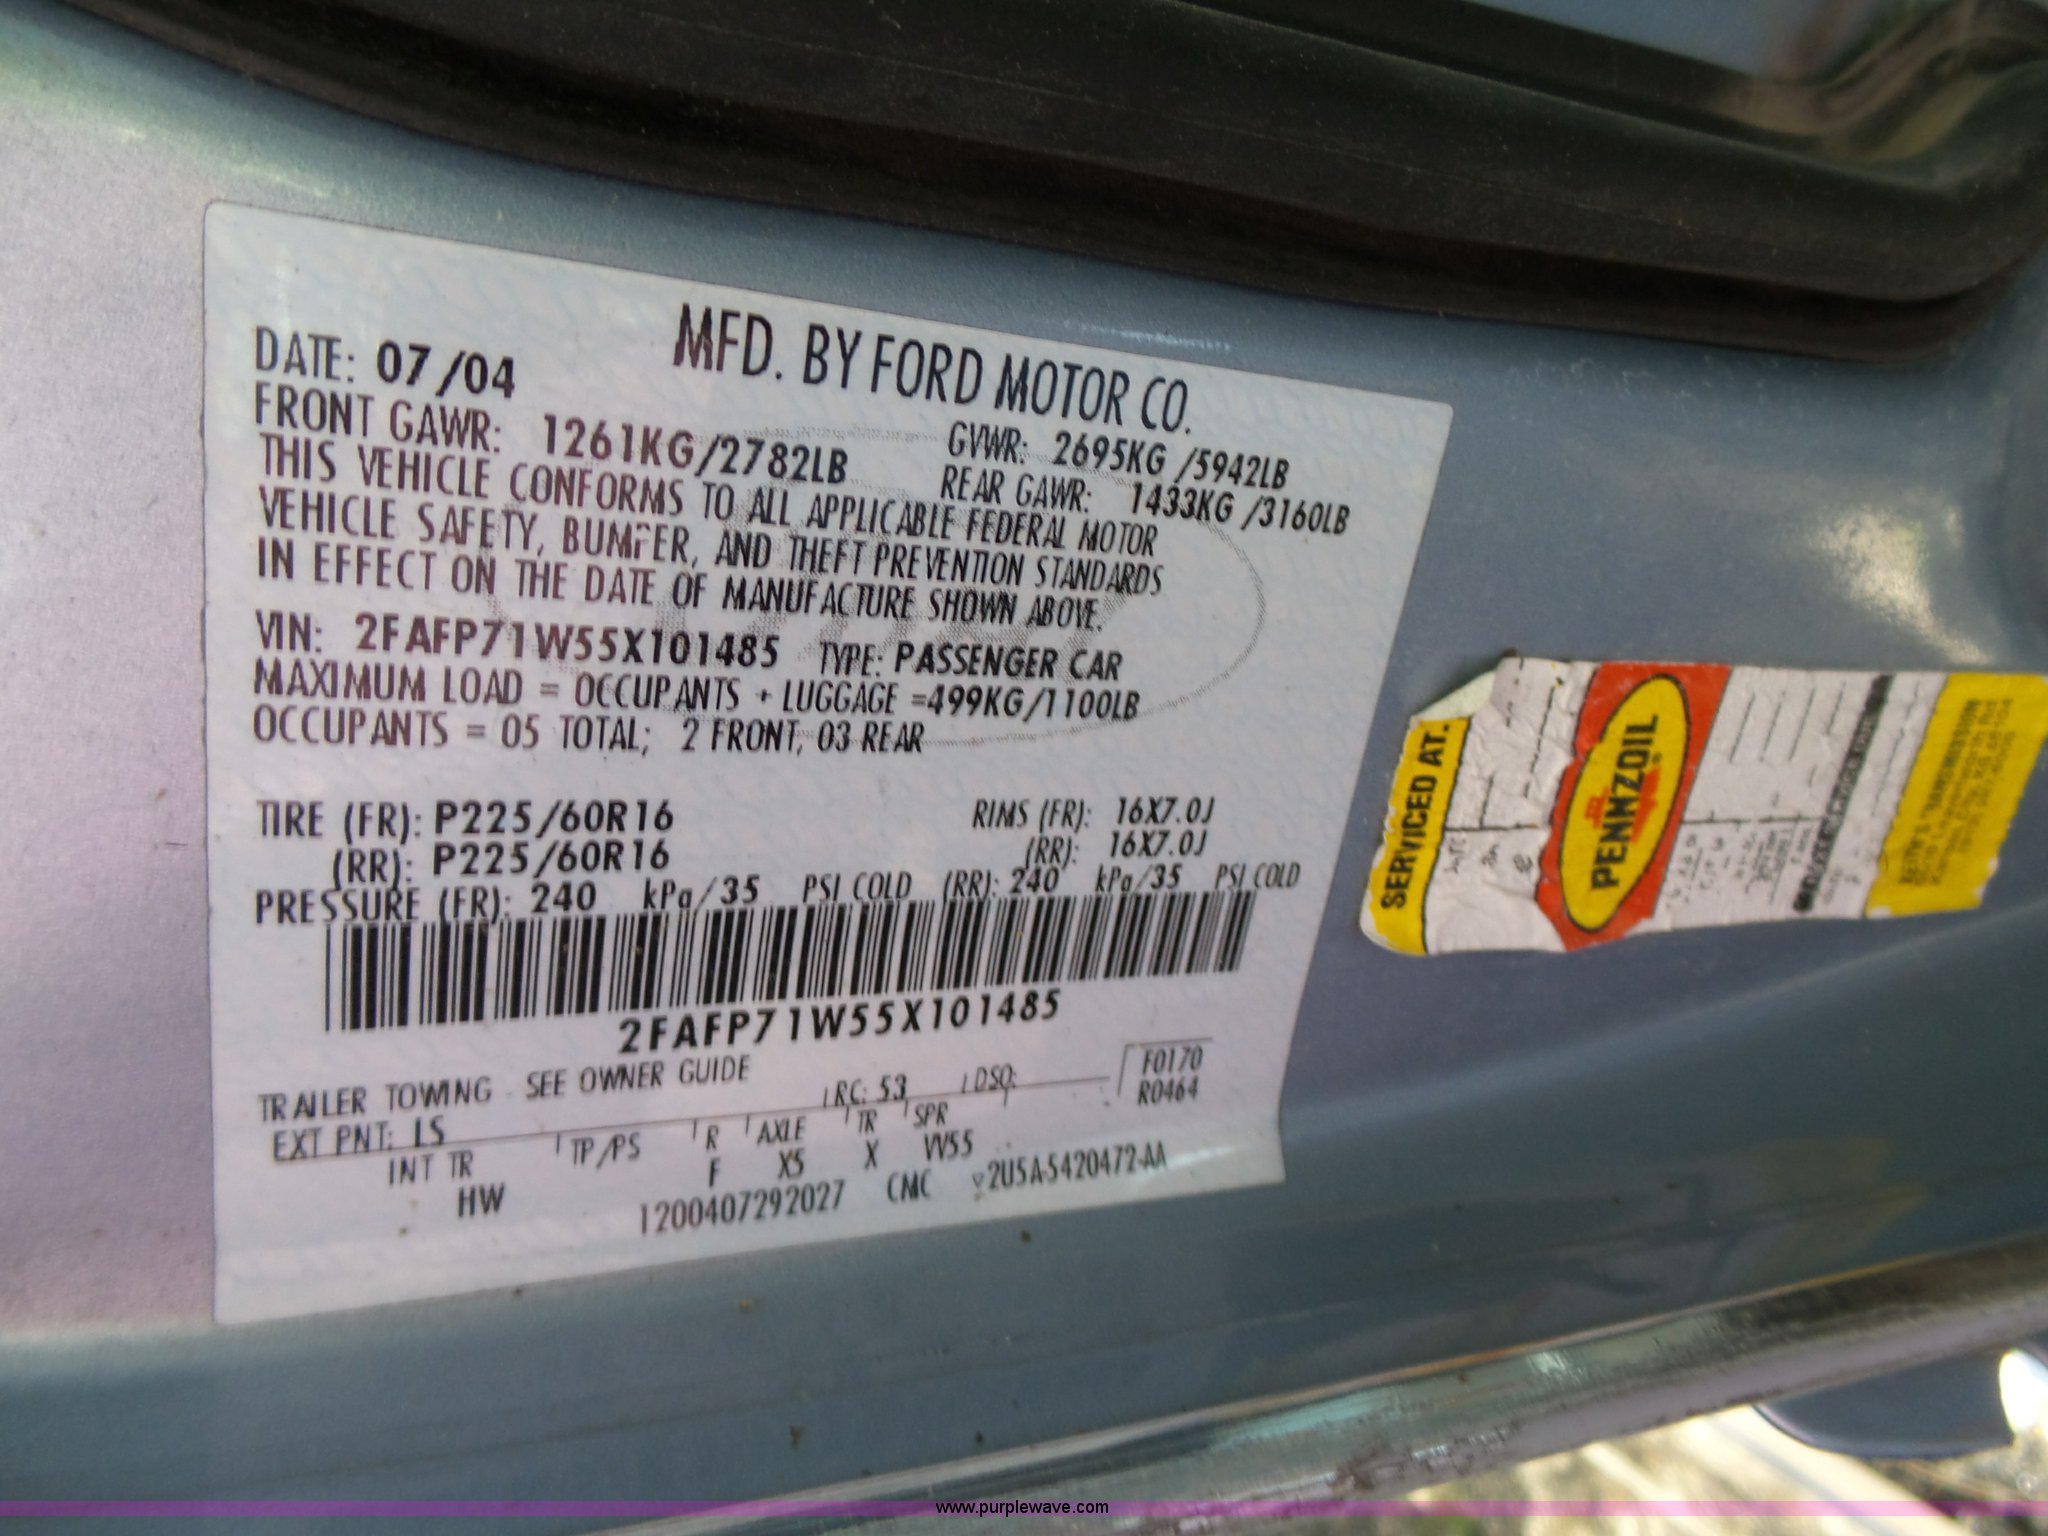 MFD. BY FORD MOTOR CO.
DATE: 07/04
GVWR: 2695KG /5942LB
FRONT GAWR: 1261KG/2782LB
REAR GAWR: 1433KG /3160LB
THIS VEHICLE CONFORMS TO ALL APPLICABLE FEDERAL MOTOR
VEHICLE SAFETY, BUMPER, AND THEFT PREVENTION STANDARDS
IN EFFECT ON THE DATE OF MANUFACTURE SHOWN ABOVE.
VIN: 2FAFP71W55X101485 TYPE: PASSENGER CAR
MAXIMUM LOAD = OCCUPANTS + LUGGAGE =499KG/1100LB
OCCUPANTS = 05 TOTAL; 2 FRONT, 03 REAR
TIRE (FR): P225/60R16 RIMS (FR): 16X7.0J
(RR): P225/60R16 (RR): 16X7.0J
PRESSURE (FR): 240 kPa/35 PSI COLD (RR): 240 kPa/35 PSI COLD
2FAFP71W55X101485
TRAILER TOWING - SEE OWNER GUIDE
F0170
EXT PNT: LS RC: 53 DSO: R0464
INT TR TP/PS R AXLE TR SPR
HW F X5 X VV55
1200407292027 CMC 2U5A-5420472-AA
SERVICED AT:
PENNZOIL
www.purplewave.com